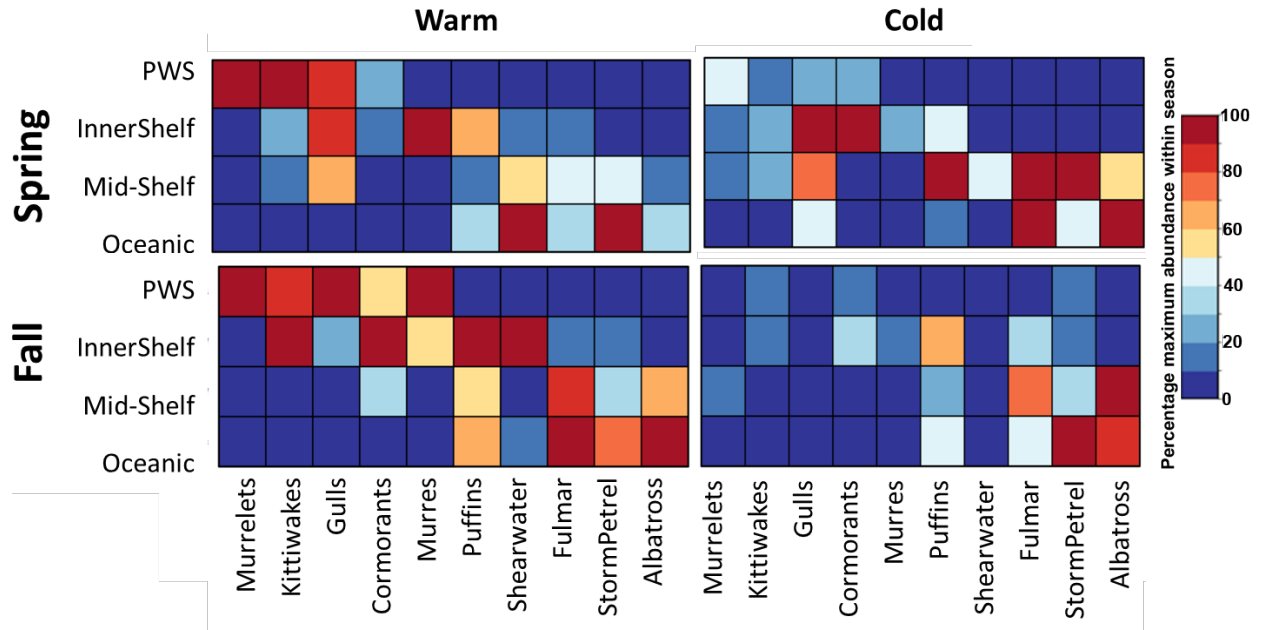 Warm
Cold
Spring
PWS
InnerShelf
Mid-Shelf
Oceanic
Fall
PWS
InnerShelf
Mid-Shelf
Oceanic
Murrelets
Kittiwakes
Gulls
Cormorants
Murres
Puffins
Shearwater
Fulmar
StormPetrel
Albatross
Murrelets
Kittiwakes
Gulls
Cormorants
Murres
Puffins
Shearwater
Fulmar
StormPetrel
Albatross
Percentage maximum abundance within season
100
80
60
40
20
0